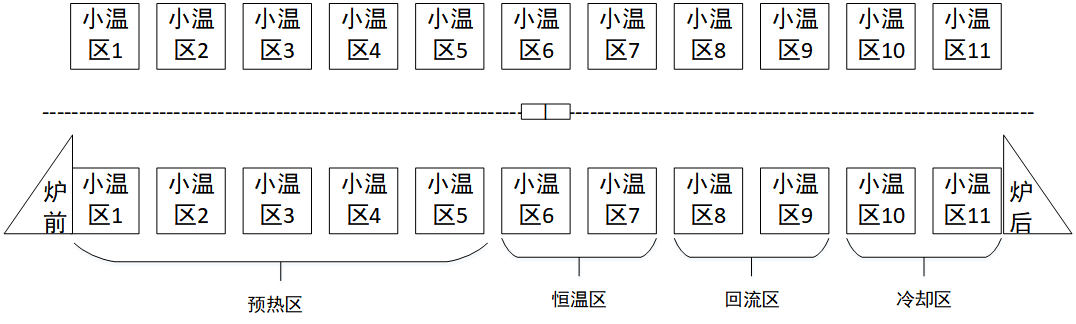 小温 小温 小温 小温 小温 小温 小温 小温 小温 小温 小温
区1 区2 区3 区4 区5 区6 区7 区8 区9 区10 区11
炉 小温 小温 小温 小温 小温 小温 小温 小温 小温 小温 小温 炉
前 区1 区2 区3 区4 区5 区6 区7 区8 区9 区10 区11 后
预热区 恒温区 回流区 冷却区